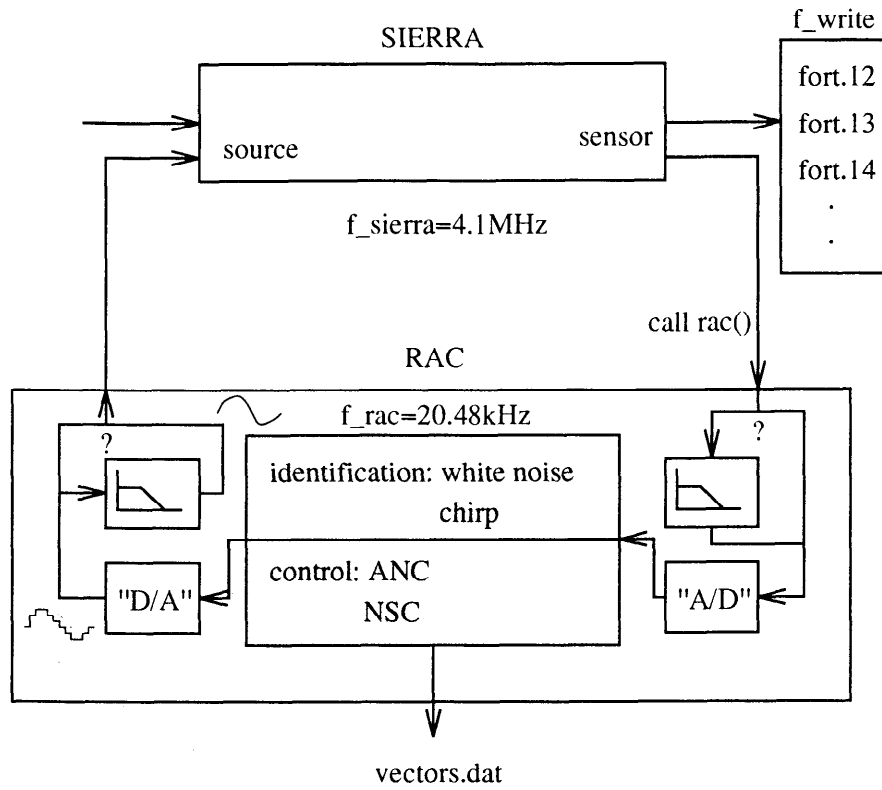 f_write
SIERRA
fort.12
fort.13
fort.14
.
.
source
sensor
f_sierra=4.1MHz
call rac()
RAC
f_rac=20.48kHz
?
?
identification: white noise
chirp
control: ANC
NSC
"D/A"
"A/D"
vectors.dat